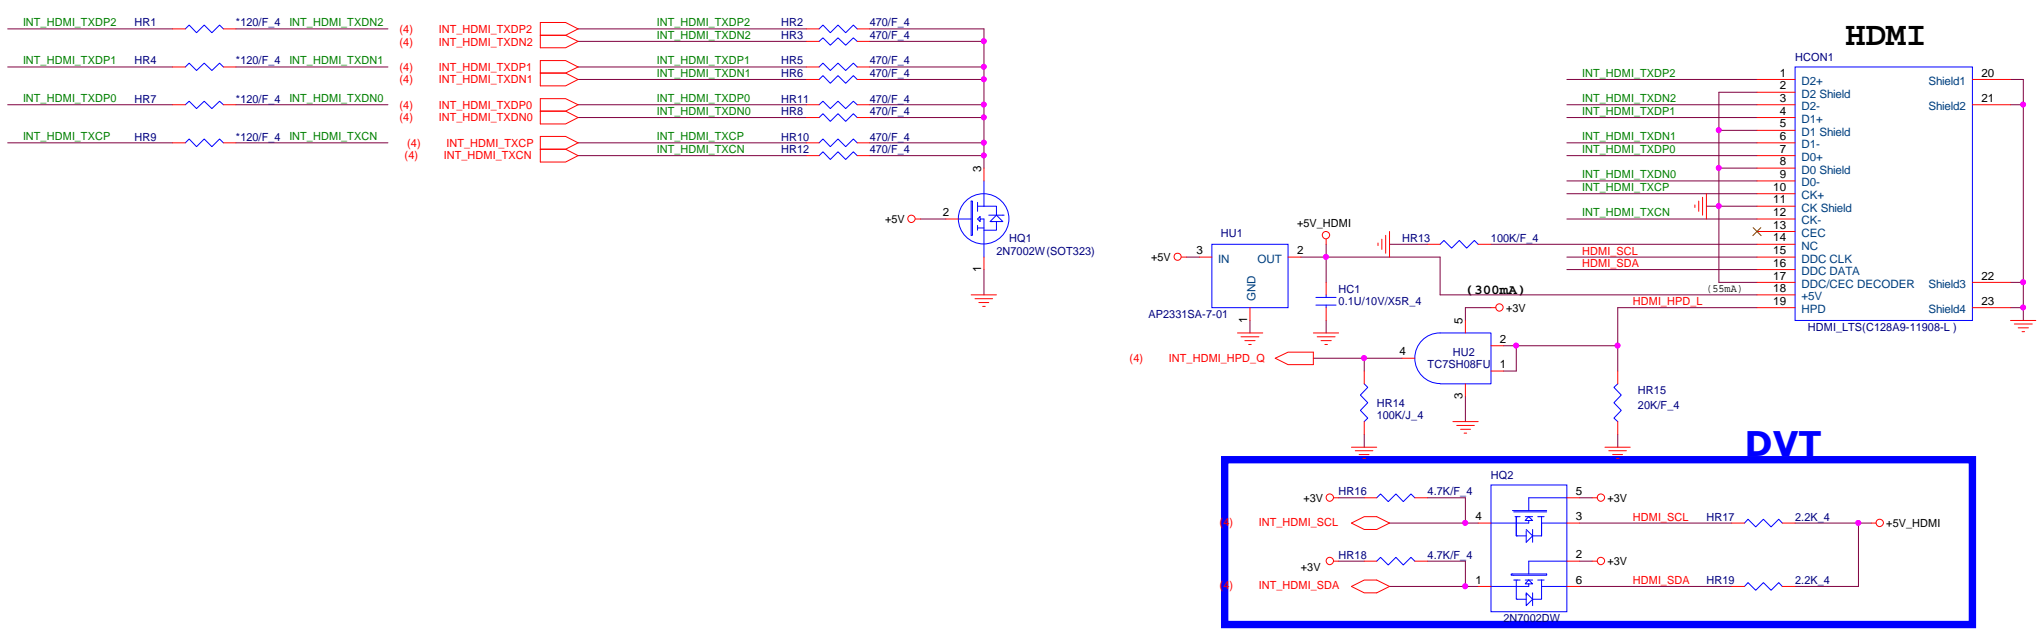 INT_HDMI_TXDP2 HR1 *120/F_4 INT_HDMI_TXDN2
INT_HDMI_TXDP1 HR4 *120/F_4 INT_HDMI_TXDN1
INT_HDMI_TXDP0 HR7 *120/F_4 INT_HDMI_TXDN0
INT_HDMI_TXCP HR9 *120/F_4 INT_HDMI_TXCN
(4) INT_HDMI_TXDP2 INT_HDMI_TXDP2 HR2 470/F_4
(4) INT_HDMI_TXDN2 INT_HDMI_TXDN2 HR3 470/F_4
(4) INT_HDMI_TXDP1 INT_HDMI_TXDP1 HR5 470/F_4
(4) INT_HDMI_TXDN1 INT_HDMI_TXDN1 HR6 470/F_4
(4) INT_HDMI_TXDP0 INT_HDMI_TXDP0 HR11 470/F_4
(4) INT_HDMI_TXDN0 INT_HDMI_TXDN0 HR8 470/F_4
(4) INT_HDMI_TXCP INT_HDMI_TXCP HR10 470/F_4
(4) INT_HDMI_TXCN INT_HDMI_TXCN HR12 470/F_4
3
+5V 2
HQ1
2N7002W(SOT323)
1
HDMI
HCON1
INT_HDMI_TXDP2 1 D2+ Shield1 20
2 D2 Shield
INT_HDMI_TXDN2 3 D2- Shield2 21
INT_HDMI_TXDP1 4 D1+
5 D1 Shield
INT_HDMI_TXDN1 6 D1-
INT_HDMI_TXDP0 7 D0+
8 D0 Shield
INT_HDMI_TXDN0 9 D0-
INT_HDMI_TXCP 10 CK+
11 CK Shield
INT_HDMI_TXCN 12 CK-
13 CEC
HR13 100K/F_4 14 NC
HDMI_SCL 15 DDC CLK
HDMI_SDA 16 DDC DATA
17 DDC/CEC DECODER Shield3 22
(55mA) 18 +5V
HDMI_HPD_L 19 HPD Shield4 23
HDMI_LTS(C128A9-11908-L )
+5V_HDMI
HU1
+5V 3 IN OUT 2
GND
1
AP2331SA-7-01
HC1
0.1U/10V/X5R_4
(300mA)
+3V
5
(4) INT_HDMI_HPD_Q 4 HU2 2
TC7SH08FU 1
3
HR14
100K/J_4
HR15
20K/F_4
DVT
HQ2
+3V HR16 4.7K/F_4 5 +3V
(4) INT_HDMI_SCL 4 3 HDMI_SCL HR17 2.2K_4 +5V_HDMI
+3V HR18 4.7K/F_4 2 +3V
(4) INT_HDMI_SDA 1 6 HDMI_SDA HR19 2.2K_4
2N7002DW